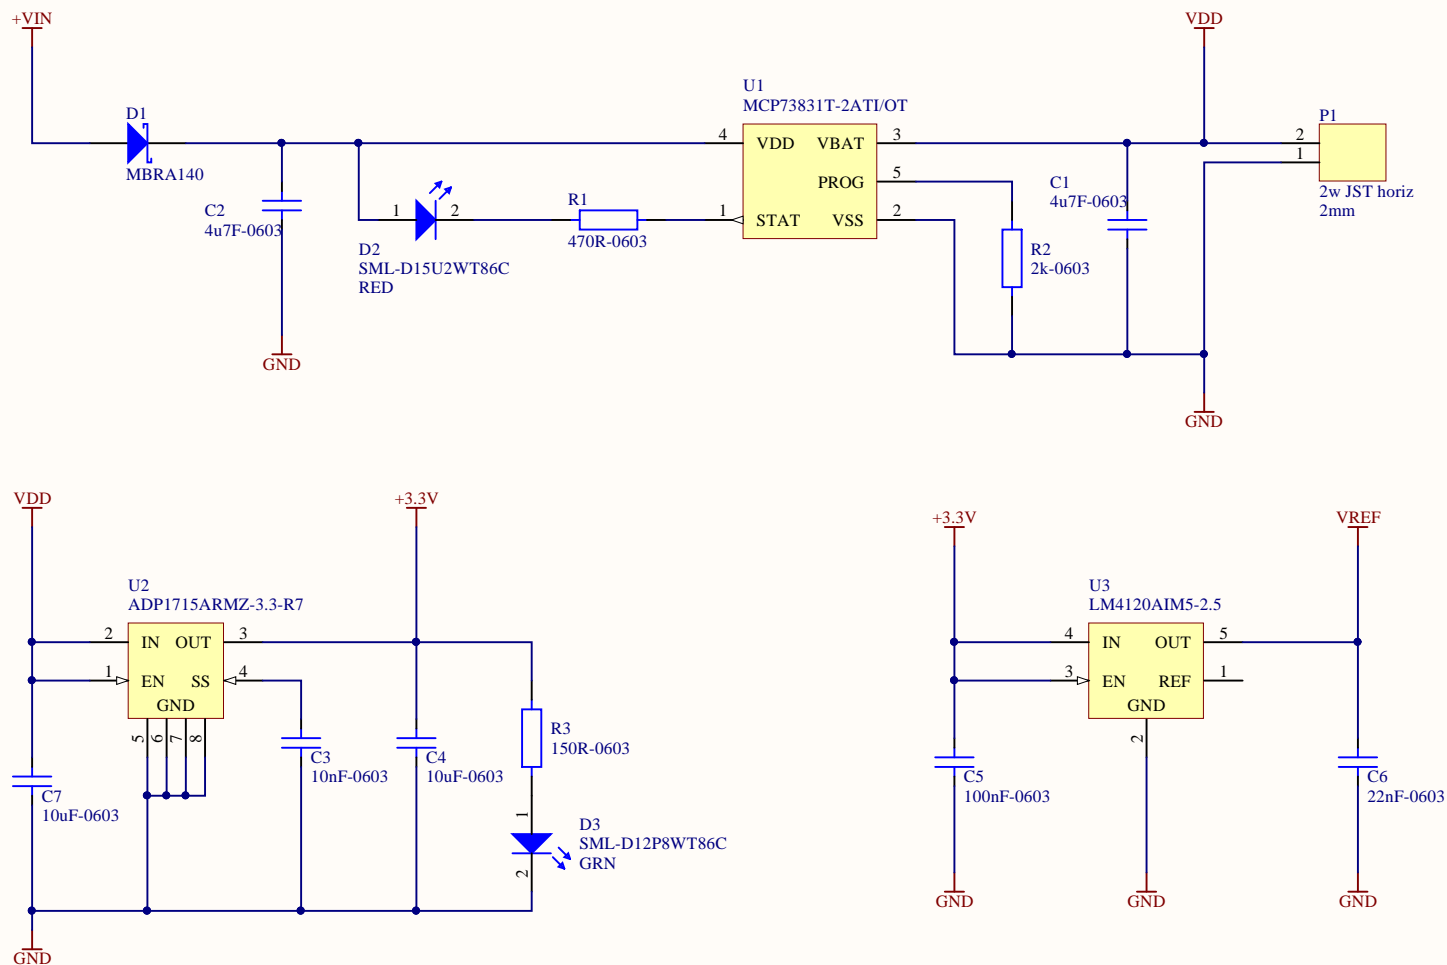 +VIN
VDD
D1
MBRA140
C2
4u7F-0603
GND
1
2
D2
SML-D15U2WT86C
RED
R1
470R-0603
U1
MCP73831T-2ATI/OT
4
VDD
VBAT
3
PROG
5
1
STAT
VSS
2
R2
2k-0603
C1
4u7F-0603
P1
2
1
2w JST horiz
2mm
GND
VDD
+3.3V
U2
ADP1715ARMZ-3.3-R7
2
IN
OUT
3
1
EN
SS
4
GND
5
6
7
8
C7
10uF-0603
C3
10nF-0603
C4
10uF-0603
R3
150R-0603
1
2
D3
SML-D12P8WT86C
GRN
GND
+3.3V
VREF
U3
LM4120AIM5-2.5
4
IN
OUT
5
3
EN
REF
1
GND
2
C5
100nF-0603
C6
22nF-0603
GND
GND
GND